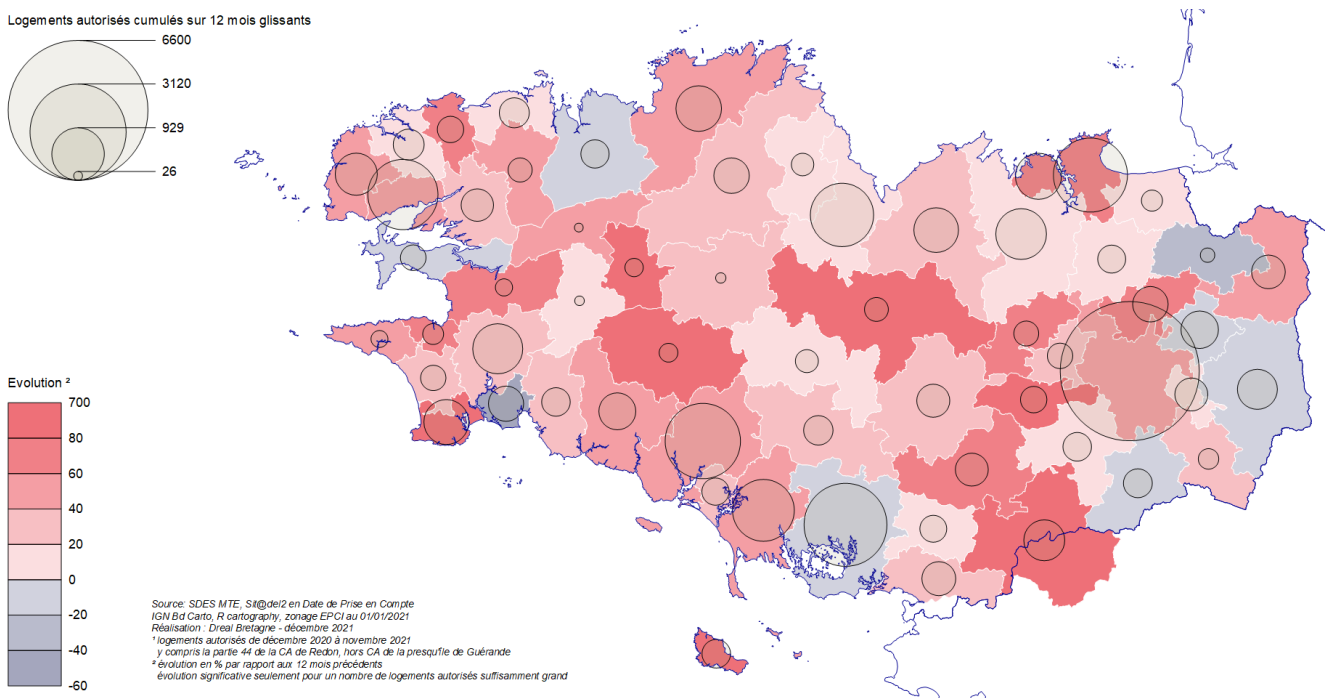 Logements autorisés cumulés sur 12 mois glissants
6600
3120
929
26
Evolution ²
700
80
60
40
20
0
-20
-40
-60
Source: SDES MTE, Sit@del2 en Date de Prise en Compte
IGN Bd Carto, R cartography, zonage EPCI au 01/01/2021
Réalisation : Dreal Bretagne - décembre 2021
¹ logements autorisés de décembre 2020 à novembre 2021
y compris la partie 44 de la CA de Redon, hors CA de la presqu'île de Guérande
² évolution en % par rapport aux 12 mois précédents
évolution significative seulement pour un nombre de logements autorisés suffisamment grand